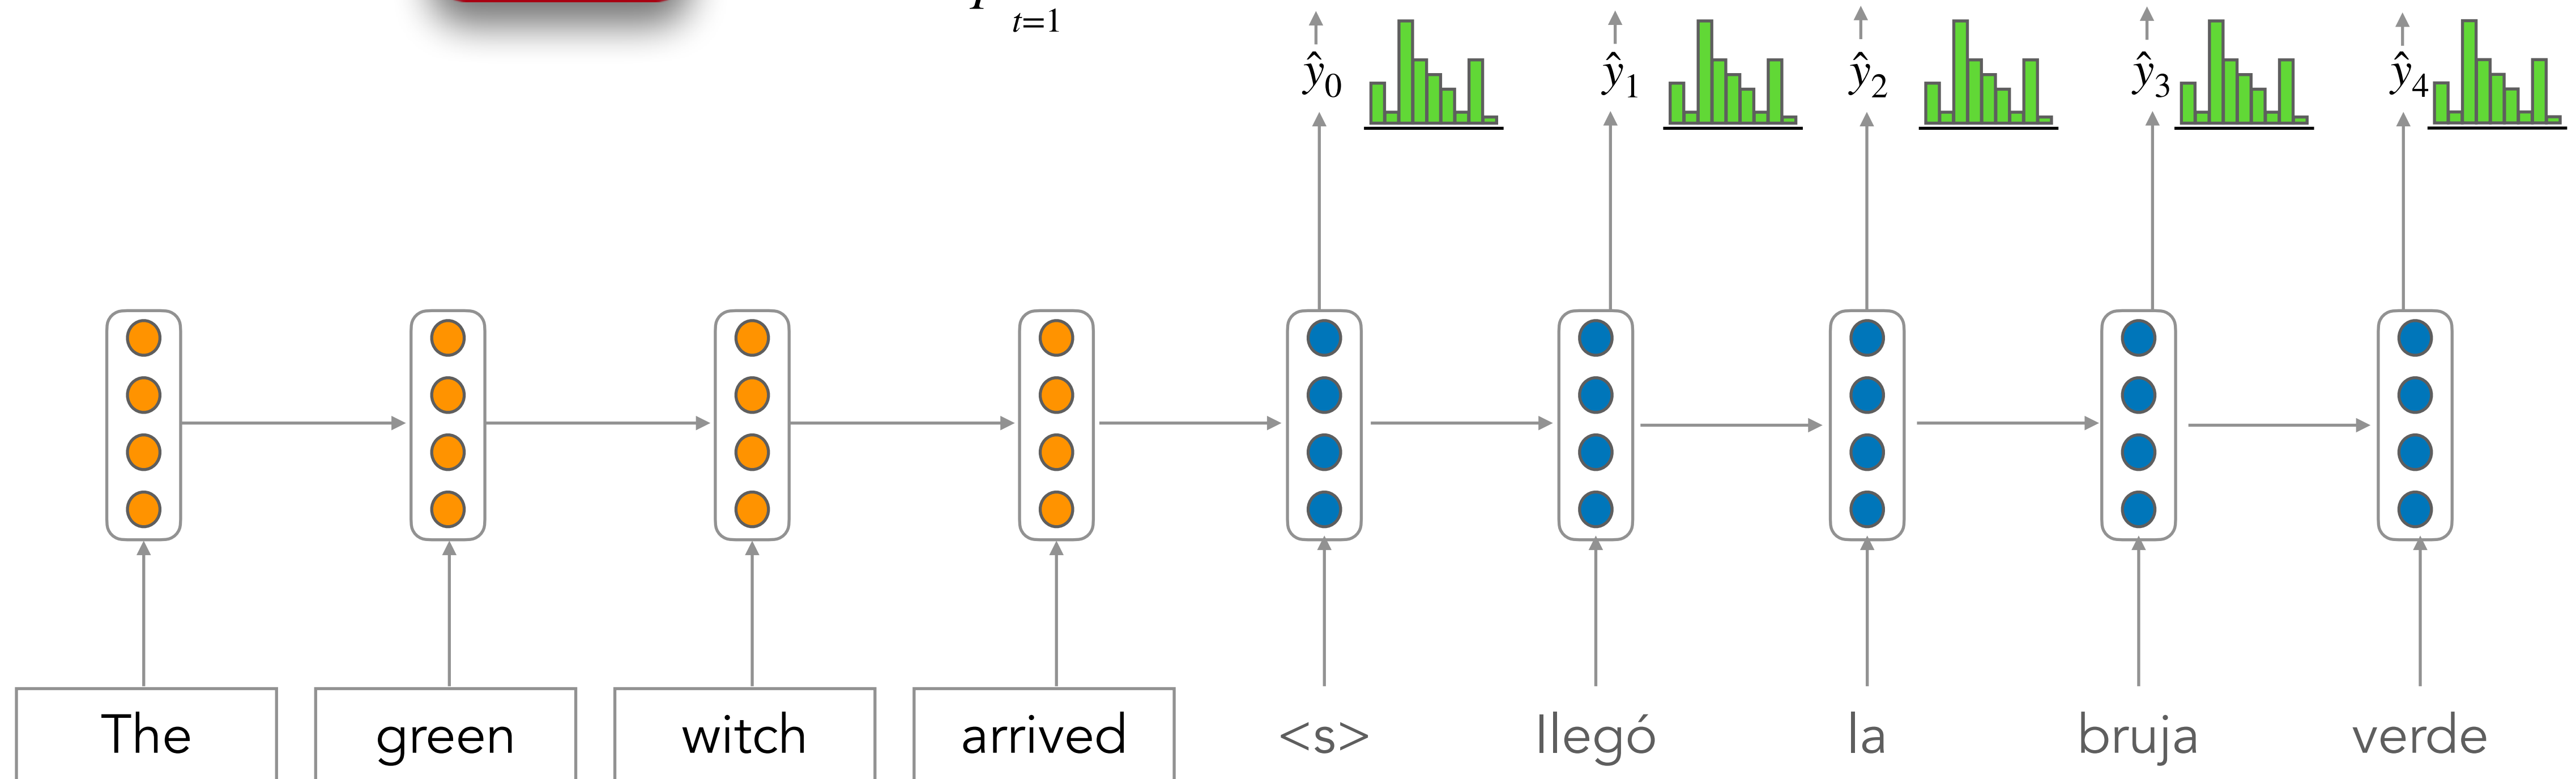 t=1
ŷ0 ŷ1 ŷ2 ŷ3 ŷ4
The green witch arrived <s> llegó la bruja verde